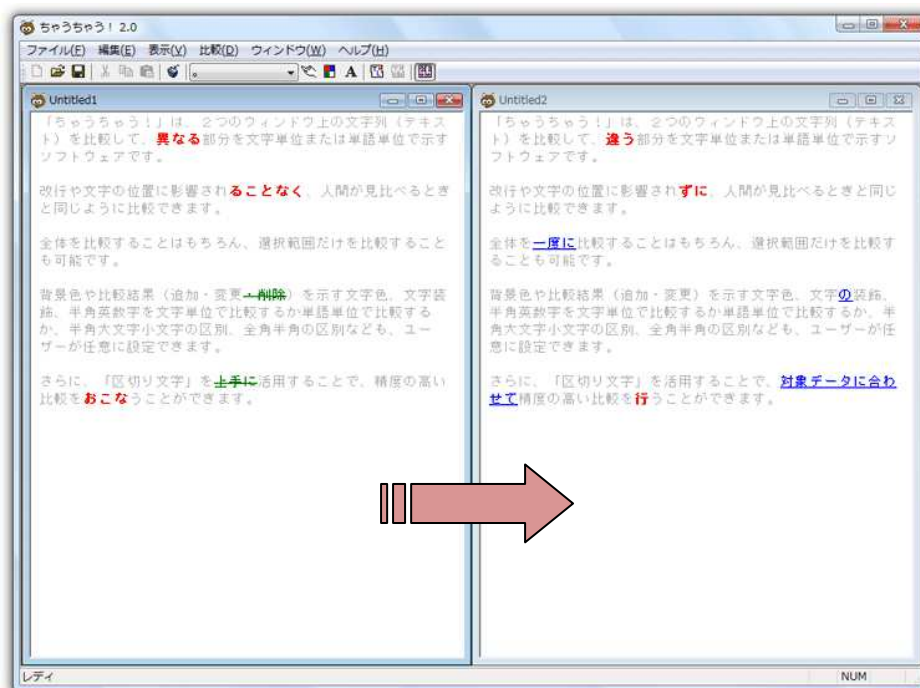 ちゃうちゃう! 2.0
ファイル(F) 編集(E) 表示(V) 比較(D) ウィンドウ(W) ヘルプ(H)
。
A
Untitled1
「ちゃうちゃう!」は、2つのウィンドウ上の文字列(テキス
ト)を比較して、異なる部分を文字単位または単語単位で示す
ソフトウェアです。
改行や文字の位置に影響されることなく、人間が見比べるとき
と同じように比較できます。
全体を比較することはもちろん、選択範囲だけを比較すること
も可能です。
背景色や比較結果(追加・変更・削除)を示す文字色、文字装
飾、半角英数字を文字単位で比較するか単語単位で比較する
か、半角大文字小文字の区別、全角半角の区別なども、ユー
ザーが任意に設定できます。
さらに、「区切り文字」を上手に活用することで、精度の高い
比較をおこなうことができます。
Untitled2
「ちゃうちゃう!」は、2つのウィンドウ上の文字列(テキス
ト)を比較して、違う部分を文字単位または単語単位で示すソ
フトウェアです。
改行や文字の位置に影響されずに、人間が見比べるときと同じ
ように比較できます。
全体を一度に比較することはもちろん、選択範囲だけを比較す
ることも可能です。
背景色や比較結果(追加・変更)を示す文字色、文字の装飾、
半角英数字を文字単位で比較するか単語単位で比較するか、半
角大文字小文字の区別、全角半角の区別なども、ユーザーが任
意に設定できます。
さらに、「区切り文字」を活用することで、対象データに合わ
せて精度の高い比較を行うことができます。
レディ
NUM